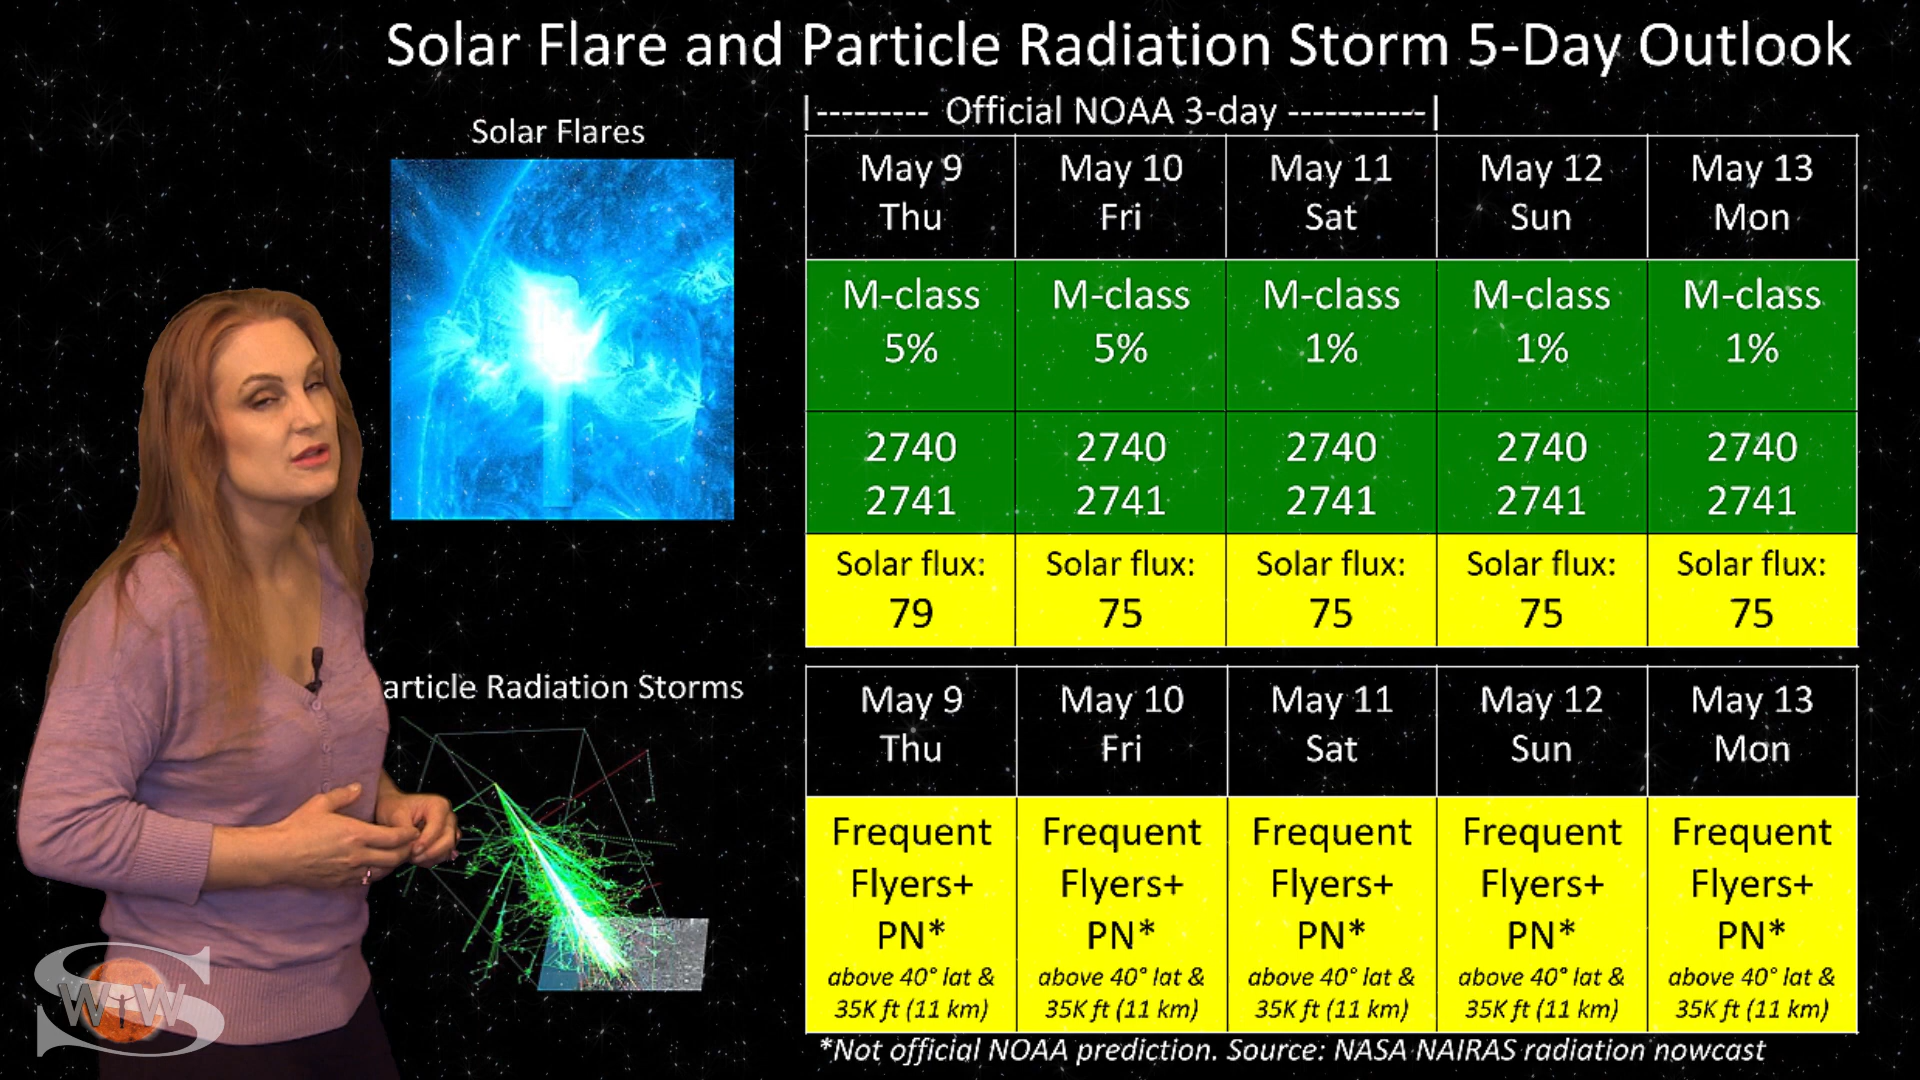 Solar Flare and Particle Radiation Storm 5-Day Outlook
|--------- Official NOAA 3-day -----------|
Solar Flares
May 9 May 10 May 11 May 12 May 13
Thu Fri Sat Sun Mon
M-class M-class M-class M-class M-class
5% 5% 1% 1% 1%
2740 2740 2740 2740 2740
2741 2741 2741 2741 2741
Solar flux: Solar flux: Solar flux: Solar flux: Solar flux:
79 75 75 75 75
article Radiation Storms
May 9 May 10 May 11 May 12 May 13
Thu Fri Sat Sun Mon
Frequent Frequent Frequent Frequent Frequent
Flyers+ Flyers+ Flyers+ Flyers+ Flyers+
PN* PN* PN* PN* PN*
above 40° lat & above 40° lat & above 40° lat & above 40° lat & above 40° lat &
35K ft (11 km) 35K ft (11 km) 35K ft (11 km) 35K ft (11 km) 35K ft (11 km)
*Not official NOAA prediction. Source: NASA NAIRAS radiation nowcast
SWxW